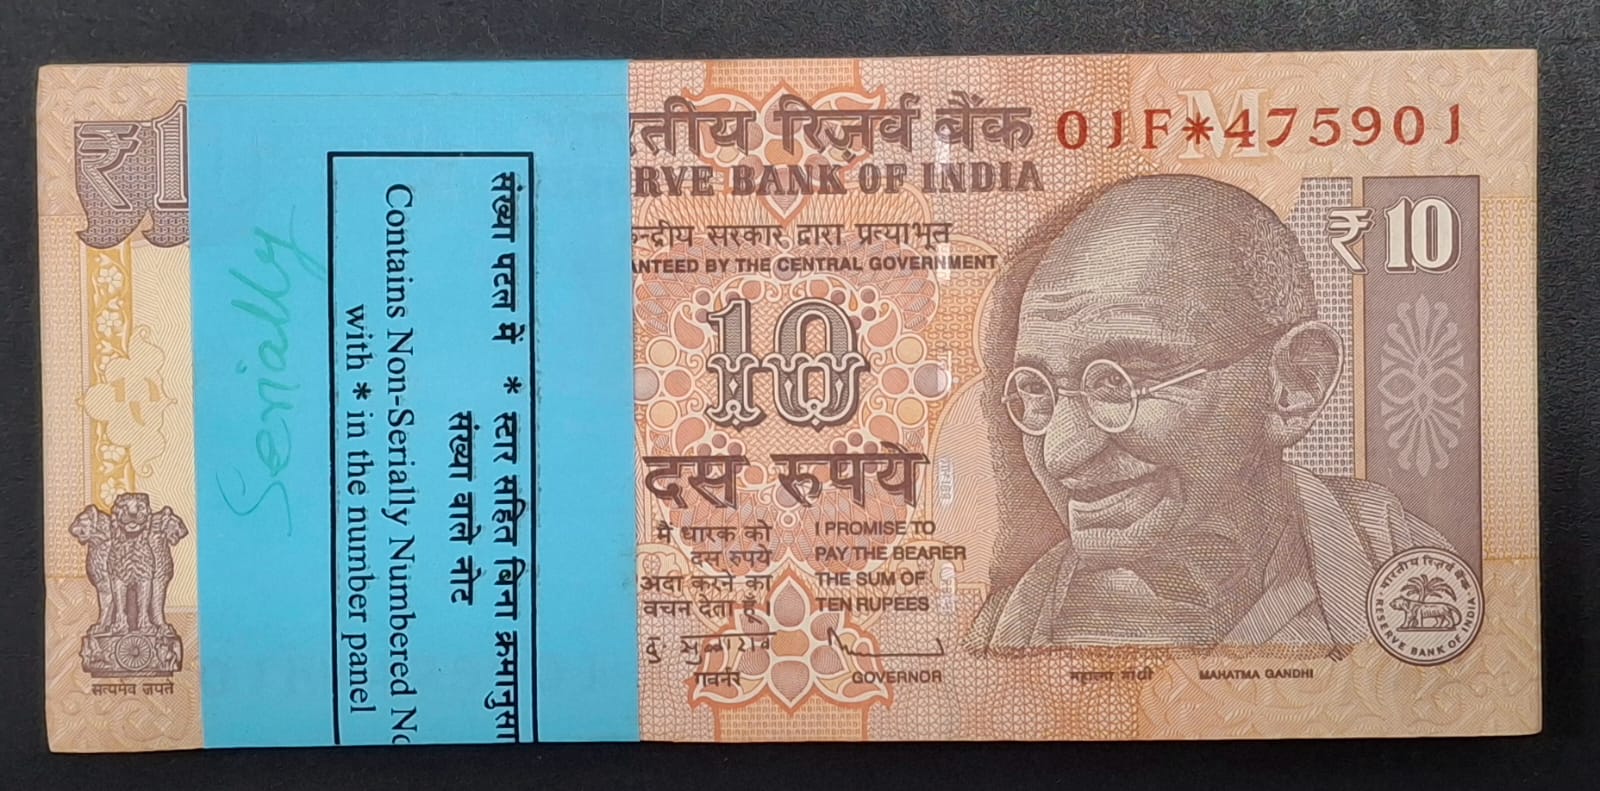 ₹1
सत्यमेव जयते
Serially
संख्या पटल में * स्टार सहित बिना क्रमानुसा
संख्या वाले नोट
Contains Non-Serially Numbered No
with * in the number panel
रतीय रिज़र्व बैंक
RVE BANK OF INDIA
01F*475901
M
केन्द्रीय सरकार द्वारा प्रत्याभूत
ANTEED BY THE CENTRAL GOVERNMENT
₹10
10
दस रुपये
मैं धारक को
दस रुपये
अदा करने का
वचन देता हूँ
I PROMISE TO
PAY THE BEARER
THE SUM OF
TEN RUPEES
दु. सुब्बाराव
गवर्नर
GOVERNOR
महात्मा गांधी
MAHATMA GANDHI
भारतीय रिज़र्व बैंक
RESERVE BANK OF INDIA